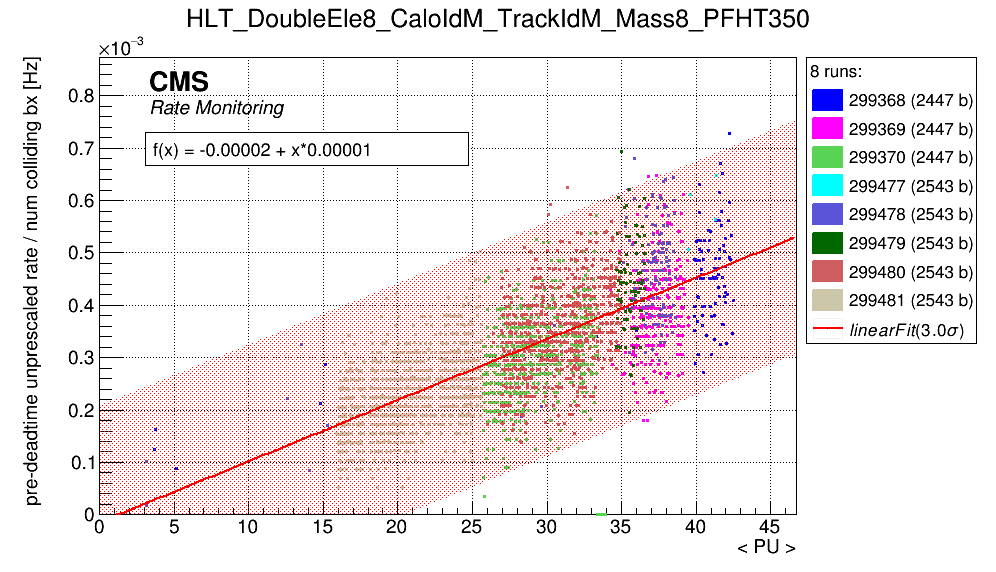 HLT_DoubleEle8_CaloIdM_TrackIdM_Mass8_PFHT350
×10⁻³
pre-deadtime unprescaled rate / num colliding bx [Hz]
CMS
Rate Monitoring
f(x) = -0.00002 + x*0.00001
0.8
0.7
0.6
0.5
0.4
0.3
0.2
0.1
0
0 5 10 15 20 25 30 35 40 45
< PU >
8 runs:
299368 (2447 b)
299369 (2447 b)
299370 (2447 b)
299477 (2543 b)
299478 (2543 b)
299479 (2543 b)
299480 (2543 b)
299481 (2543 b)
linearFit(3.0σ)